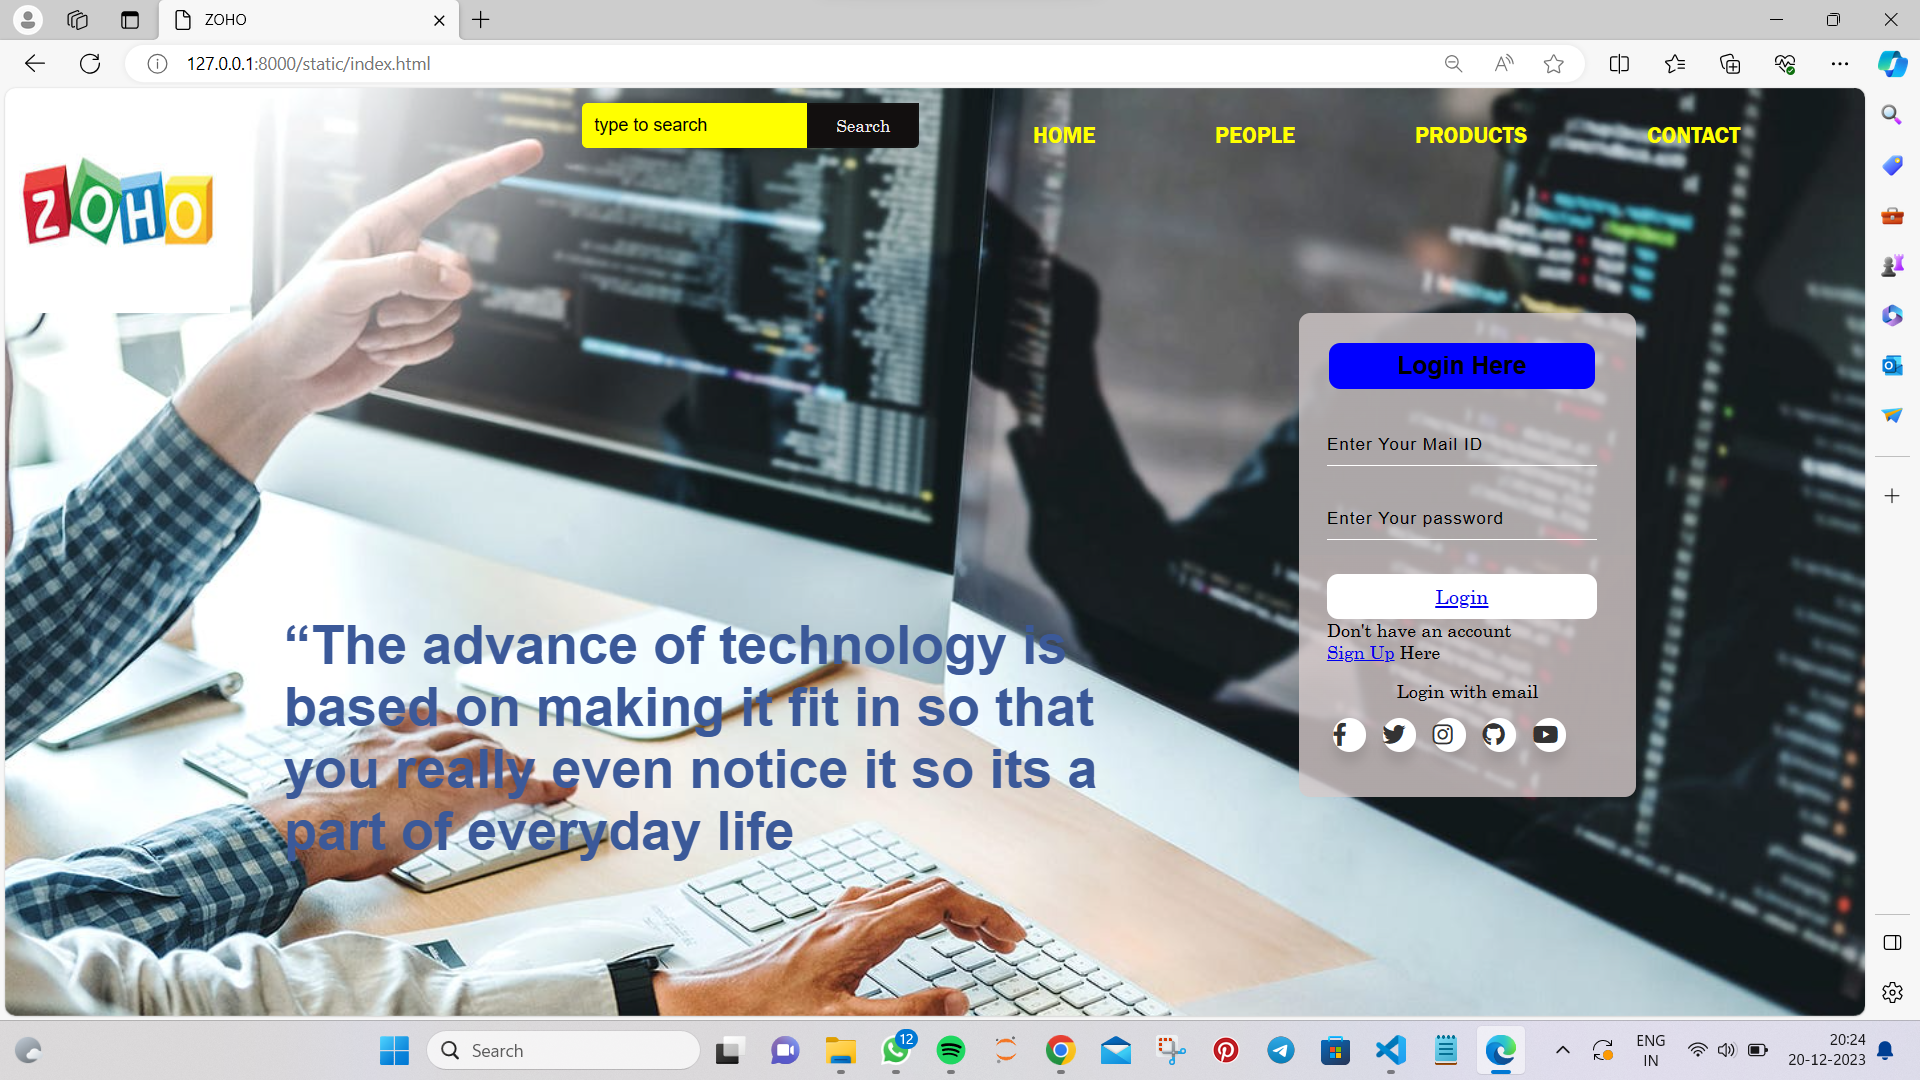 ZOHO
127.0.0.1:8000/static/index.html
type to search
Search
HOME
PEOPLE
PRODUCTS
CONTACT
ZOHO
Login Here
Enter Your Mail ID
Enter Your password
Login
Don't have an account
Sign Up Here
Login with email
“The advance of technology is
based on making it fit in so that
you really even notice it so its a
part of everyday life
Search
12
ENG
IN
20:24
20-12-2023